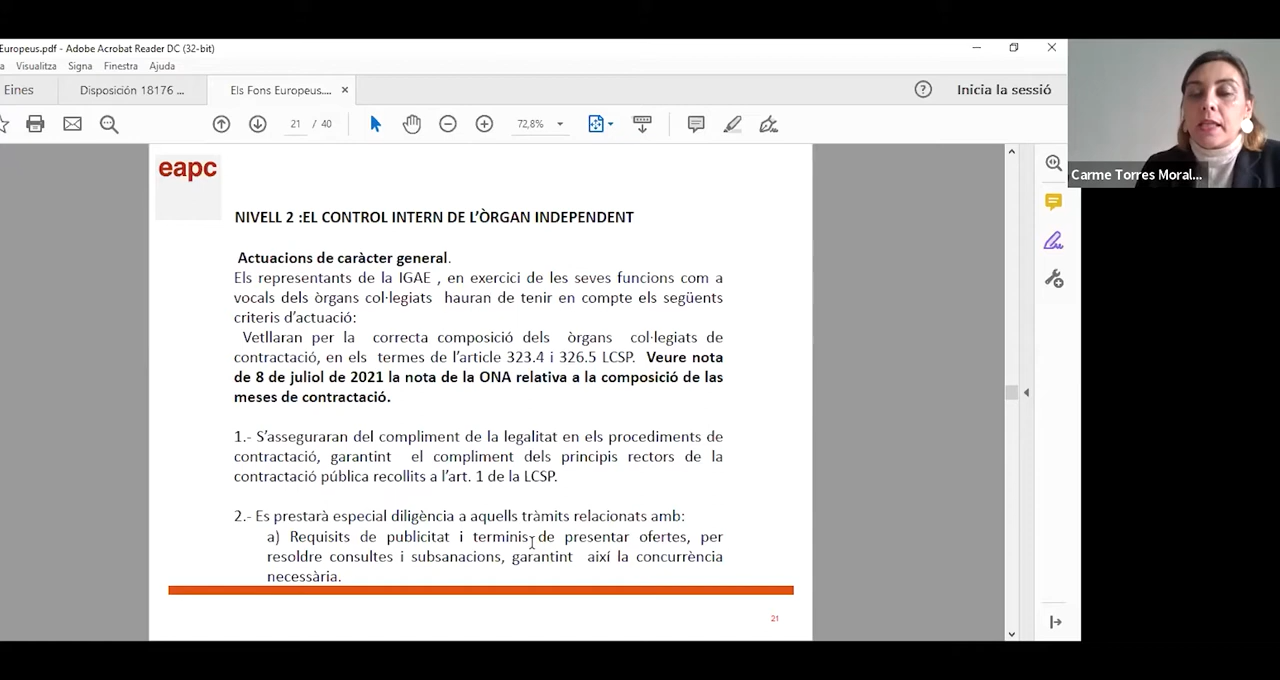 Europeus.pdf - Adobe Acrobat Reader DC (32-bit)
a Visualitza Signa Finestra Ajuda
Eines Disposición 18176 ... Els Fons Europeus.... × Inicia la sessió
21 / 40 72,8%
eapc
Carme Torres Moral...
NIVELL 2 :EL CONTROL INTERN DE L'ÒRGAN INDEPENDENT
Actuacions de caràcter general.
Els representants de la IGAE , en exercici de les seves funcions com a
vocals dels òrgans col·legiats hauran de tenir en compte els següents
criteris d'actuació:
Vetllaran per la correcta composició dels òrgans col·legiats de
contractació, en els termes de l'article 323.4 i 326.5 LCSP. Veure nota
de 8 de juliol de 2021 la nota de la ONA relativa a la composició de las
meses de contractació.
1.- S'asseguraran del compliment de la legalitat en els procediments de
contractació, garantint el compliment dels principis rectors de la
contractació pública recollits a l'art. 1 de la LCSP.
2.- Es prestarà especial diligència a aquells tràmits relacionats amb:
a) Requisits de publicitat i terminis de presentar ofertes, per
resoldre consultes i subsanacions, garantint així la concurrència
necessària.
21